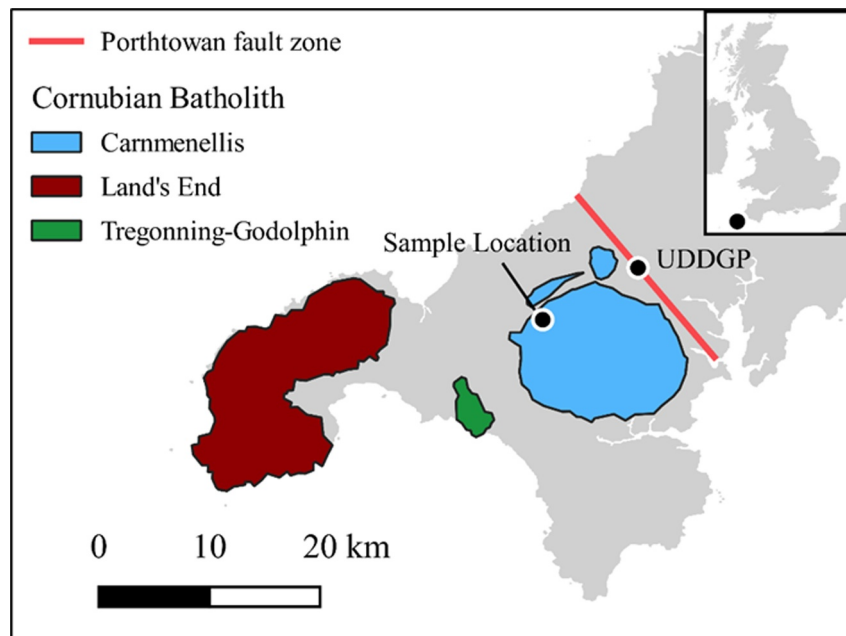 Porthtowan fault zone
Cornubian Batholith
Carnmenellis
Land's End
Tregonning-Godolphin
Sample Location
UDDGP
0 10 20 km